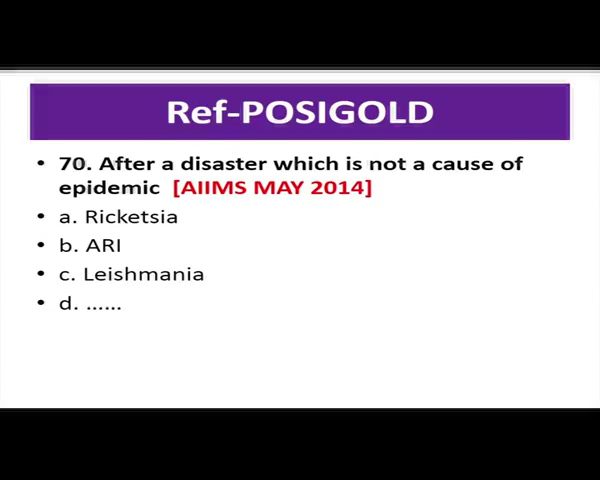 Ref-POSIGOLD
• 70. After a disaster which is not a cause of
epidemic [AIIMS MAY 2014]
• a. Ricketsia
• b. ARI
• c. Leishmania
• d. ......